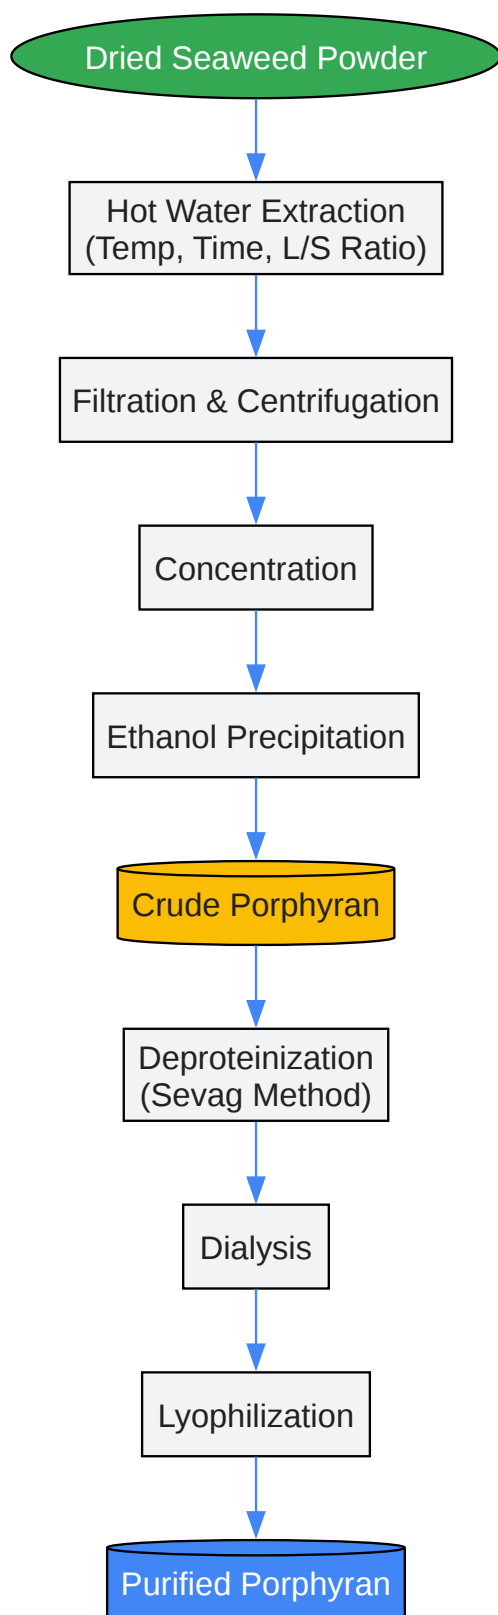 Dried Seaweed Powder
Hot Water Extraction
(Temp, Time, L/S Ratio)
Filtration & Centrifugation
Concentration
Ethanol Precipitation
Crude Porphyran
Deproteinization
(Sevag Method)
Dialysis
Lyophilization
Purified Porphyran